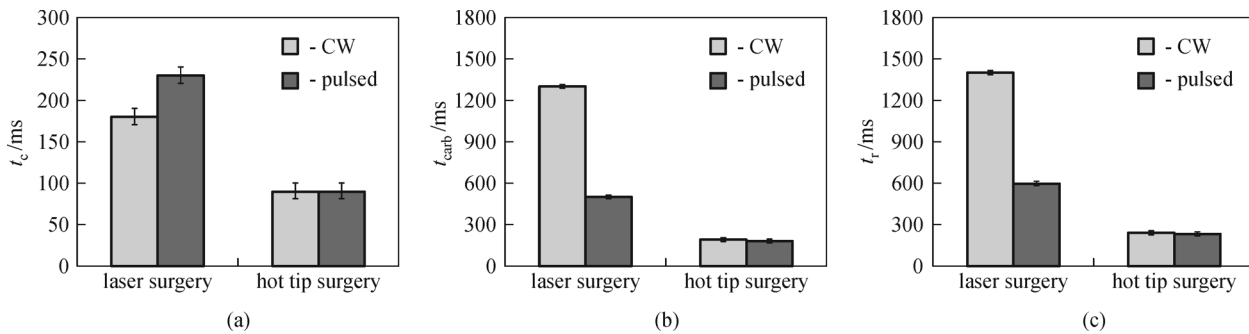 300
250
200
150
100
50
0
t_c/ms
- CW
- pulsed
laser surgery hot tip surgery
(a)
1800
1500
1200
900
600
300
0
t_carb/ms
- CW
- pulsed
laser surgery hot tip surgery
(b)
1800
1500
1200
900
600
300
0
t_r/ms
- CW
- pulsed
laser surgery hot tip surgery
(c)